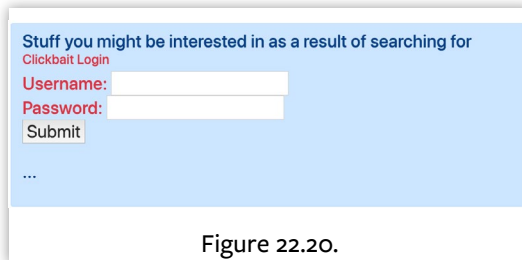 Stuff you might be interested in as a result of searching for
Clickbait Login
Username:
Password:
Submit
...
Figure 22.20.